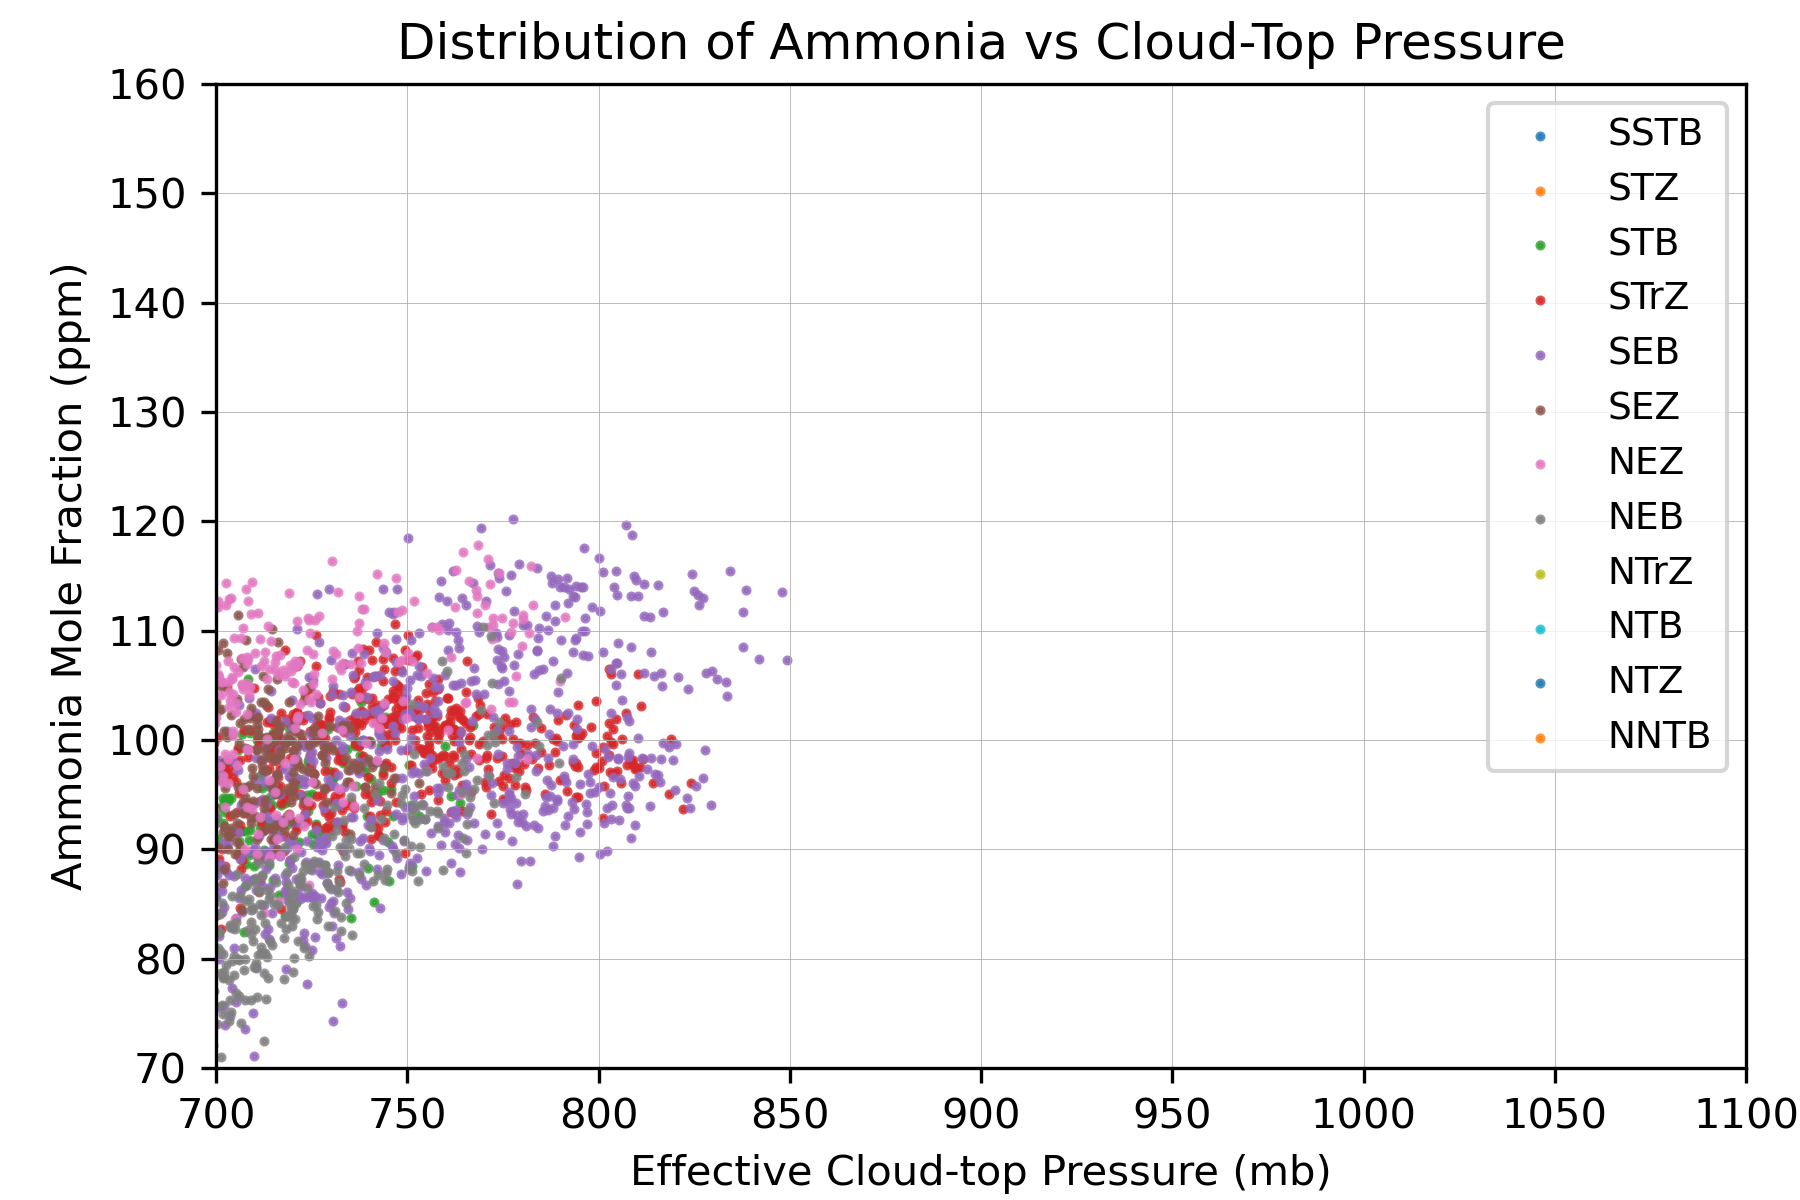 Distribution of Ammonia vs Cloud-Top Pressure
160
150
140
130
120
110
100
90
80
70
Ammonia Mole Fraction (ppm)
SSTB
STZ
STB
STrZ
SEB
SEZ
NEZ
NEB
NTrZ
NTB
NTZ
NNTB
700 750 800 850 900 950 1000 1050 1100
Effective Cloud-top Pressure (mb)